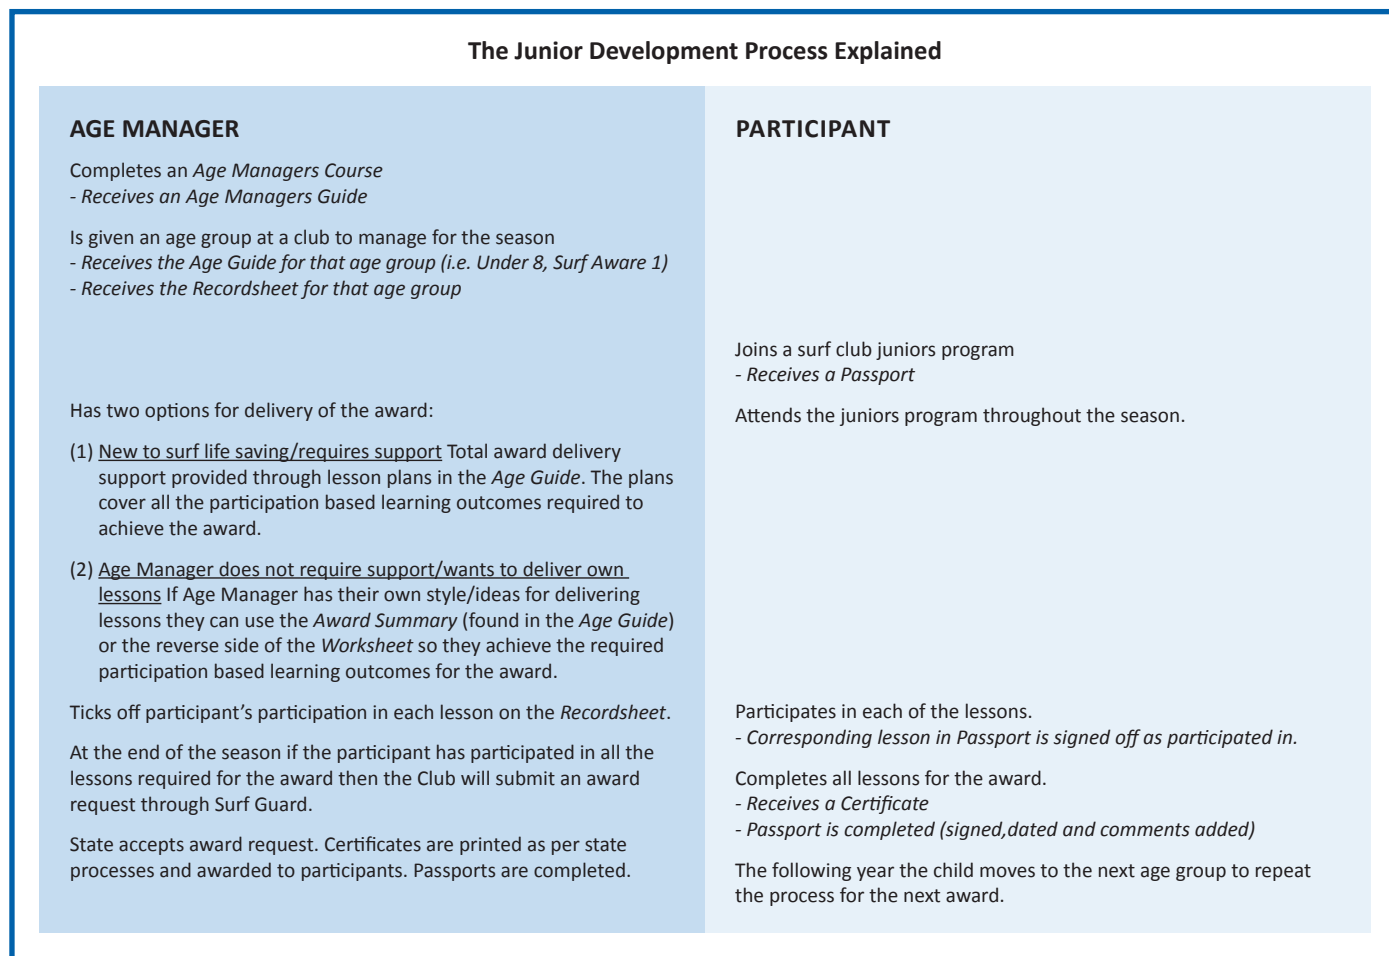 The Junior Development Process Explained
AGE MANAGER
Completes an Age Managers Course
- Receives an Age Managers Guide
Is given an age group at a club to manage for the season
- Receives the Age Guide for that age group (i.e. Under 8, Surf Aware 1)
- Receives the Recordsheet for that age group
Has two options for delivery of the award:
(1) New to surf life saving/requires support Total award delivery
support provided through lesson plans in the Age Guide. The plans
cover all the participation based learning outcomes required to
achieve the award.
(2) Age Manager does not require support/wants to deliver own
lessons If Age Manager has their own style/ideas for delivering
lessons they can use the Award Summary (found in the Age Guide)
or the reverse side of the Worksheet so they achieve the required
participation based learning outcomes for the award.
Ticks off participant’s participation in each lesson on the Recordsheet.
At the end of the season if the participant has participated in all the
lessons required for the award then the Club will submit an award
request through Surf Guard.
State accepts award request. Certificates are printed as per state
processes and awarded to participants. Passports are completed.
PARTICIPANT
Joins a surf club juniors program
- Receives a Passport
Attends the juniors program throughout the season.
Participates in each of the lessons.
- Corresponding lesson in Passport is signed off as participated in.
Completes all lessons for the award.
- Receives a Certificate
- Passport is completed (signed,dated and comments added)
The following year the child moves to the next age group to repeat
the process for the next award.